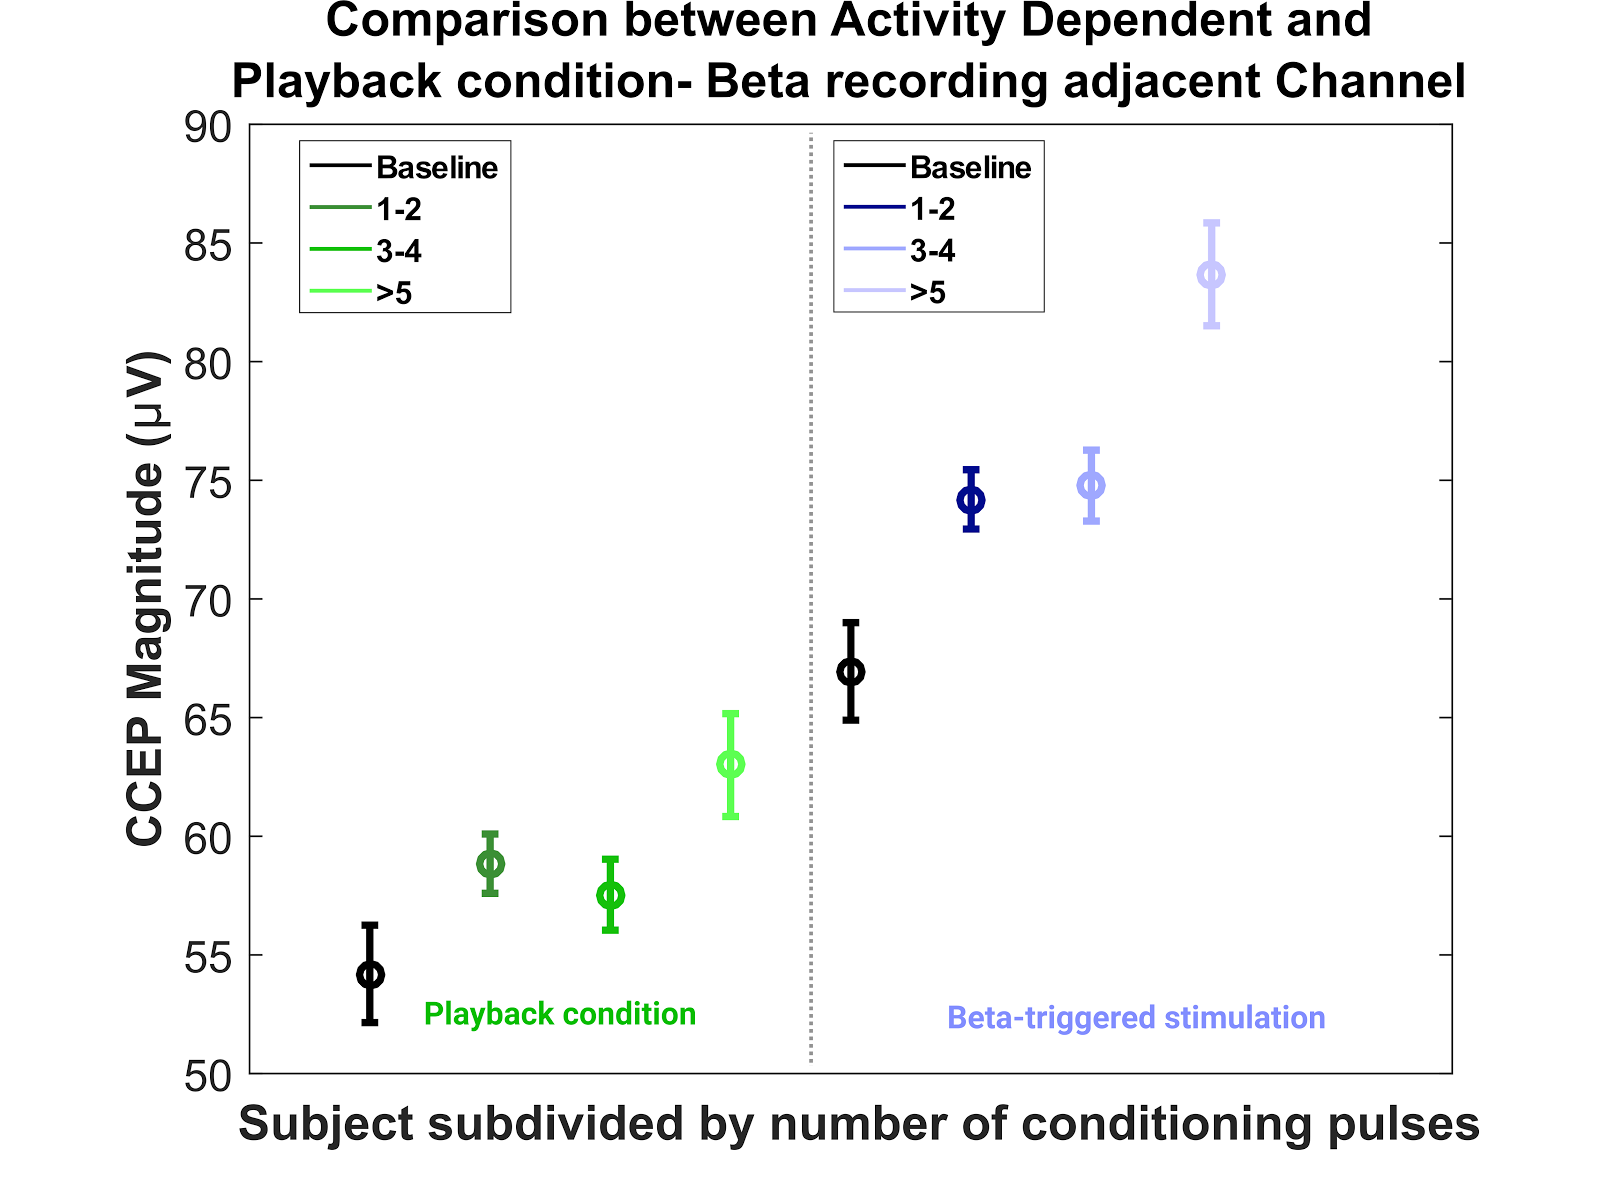 Comparison between Activity Dependent and
Playback condition- Beta recording adjacent Channel
90
85
80
75
70
65
60
55
50
CCEP Magnitude (μV)
Baseline
1-2
3-4
>5
Baseline
1-2
3-4
>5
Playback condition
Beta-triggered stimulation
Subject subdivided by number of conditioning pulses